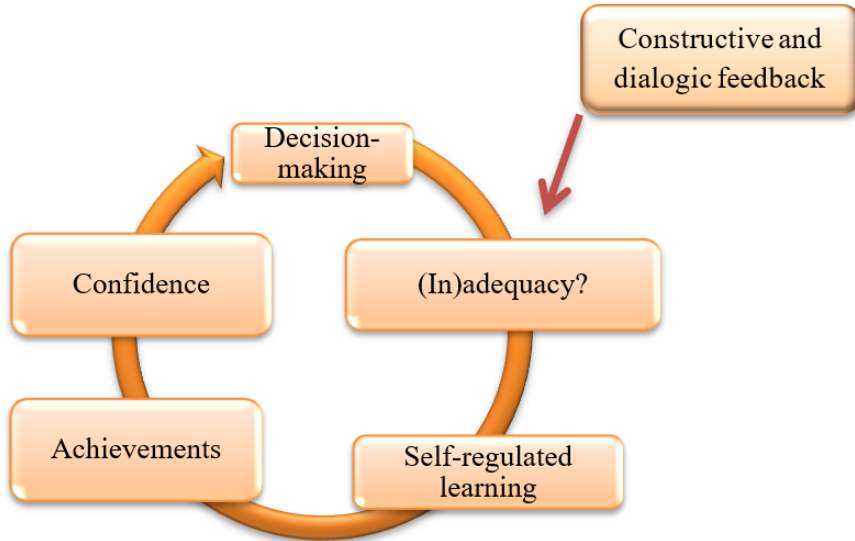 Constructive and
dialogic feedback
Decision-
making
(In)adequacy?
Self-regulated
learning
Achievements
Confidence